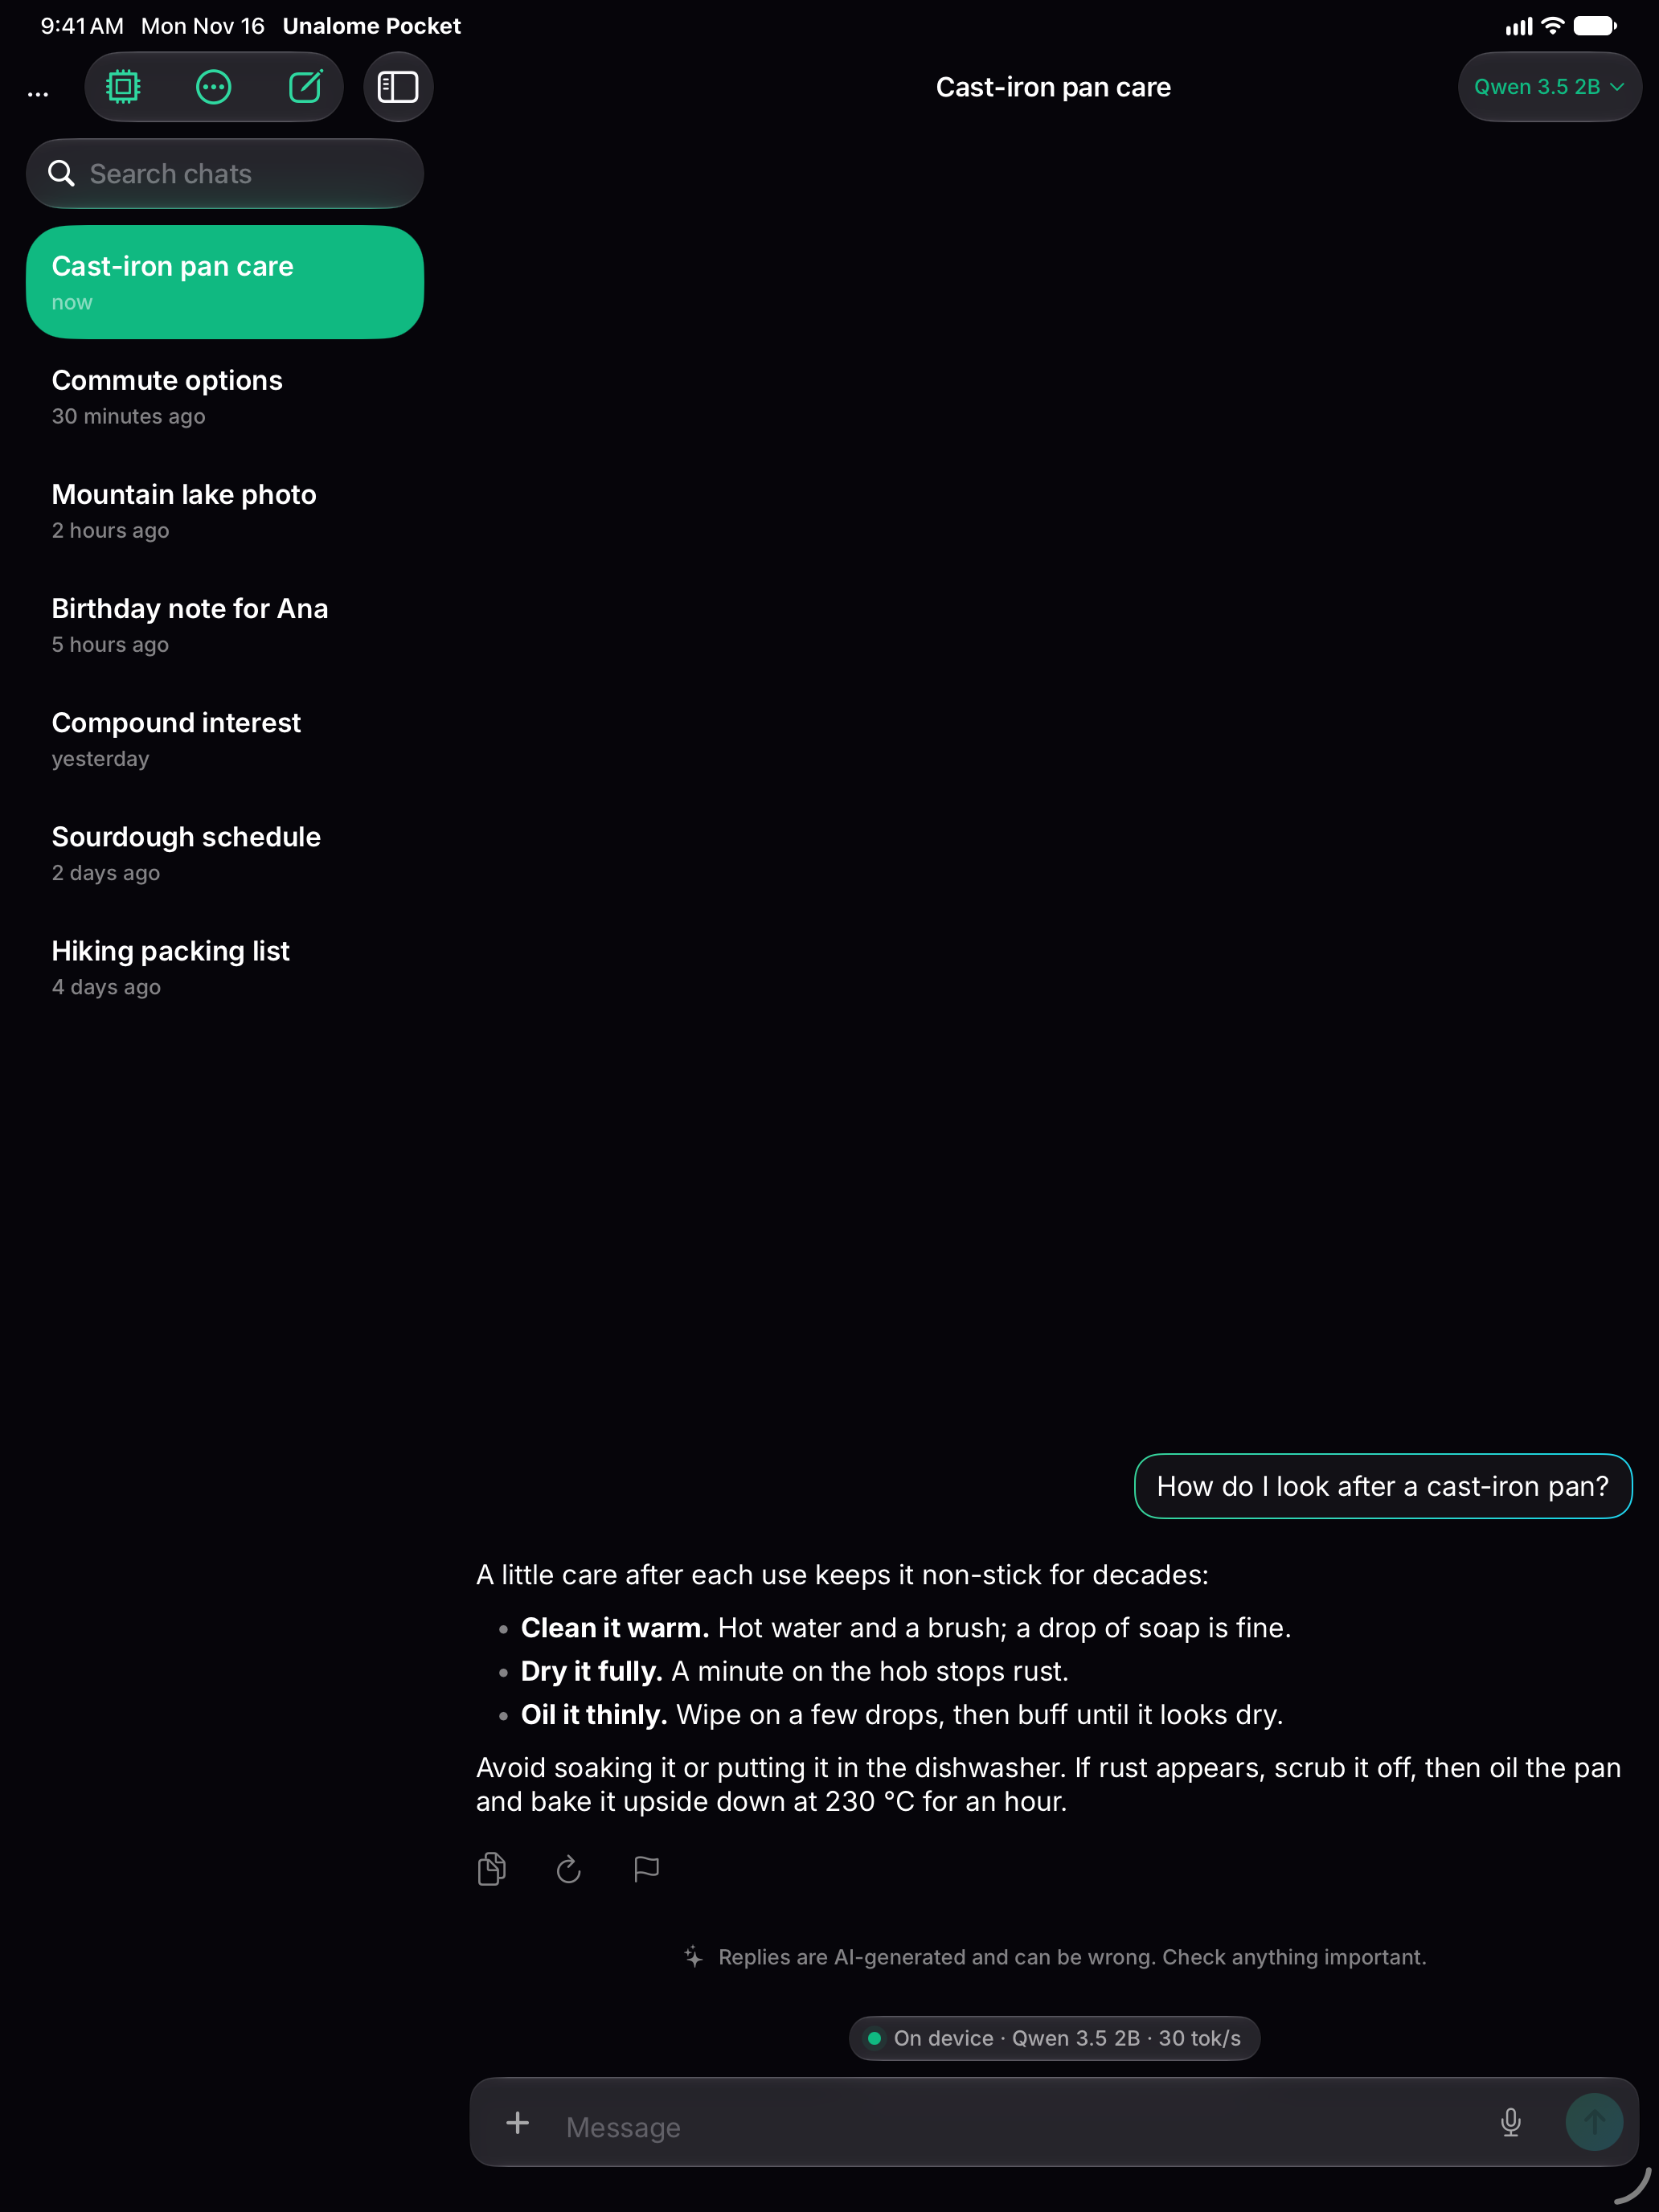 9:41 AM Mon Nov 16 Unalome Pocket
...
Cast-iron pan care
Qwen 3.5 2B
Search chats
Cast-iron pan care
now
Commute options
30 minutes ago
Mountain lake photo
2 hours ago
Birthday note for Ana
5 hours ago
Compound interest
yesterday
Sourdough schedule
2 days ago
Hiking packing list
4 days ago
How do I look after a cast-iron pan?
A little care after each use keeps it non-stick for decades:
• Clean it warm. Hot water and a brush; a drop of soap is fine.
• Dry it fully. A minute on the hob stops rust.
• Oil it thinly. Wipe on a few drops, then buff until it looks dry.
Avoid soaking it or putting it in the dishwasher. If rust appears, scrub it off, then oil the pan
and bake it upside down at 230 °C for an hour.
Replies are AI-generated and can be wrong. Check anything important.
On device · Qwen 3.5 2B · 30 tok/s
Message